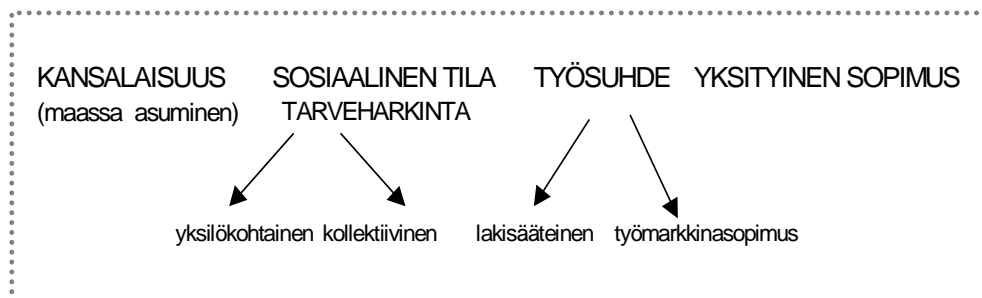 KANSALAISUUS SOSIAALINEN TILA TYÖSUHDE YKSITYINEN SOPIMUS
(maassa asuminen) TARVEHARKINTA
yksilökohtainen kollektiivinen lakisääteinen työmarkkinasopimus